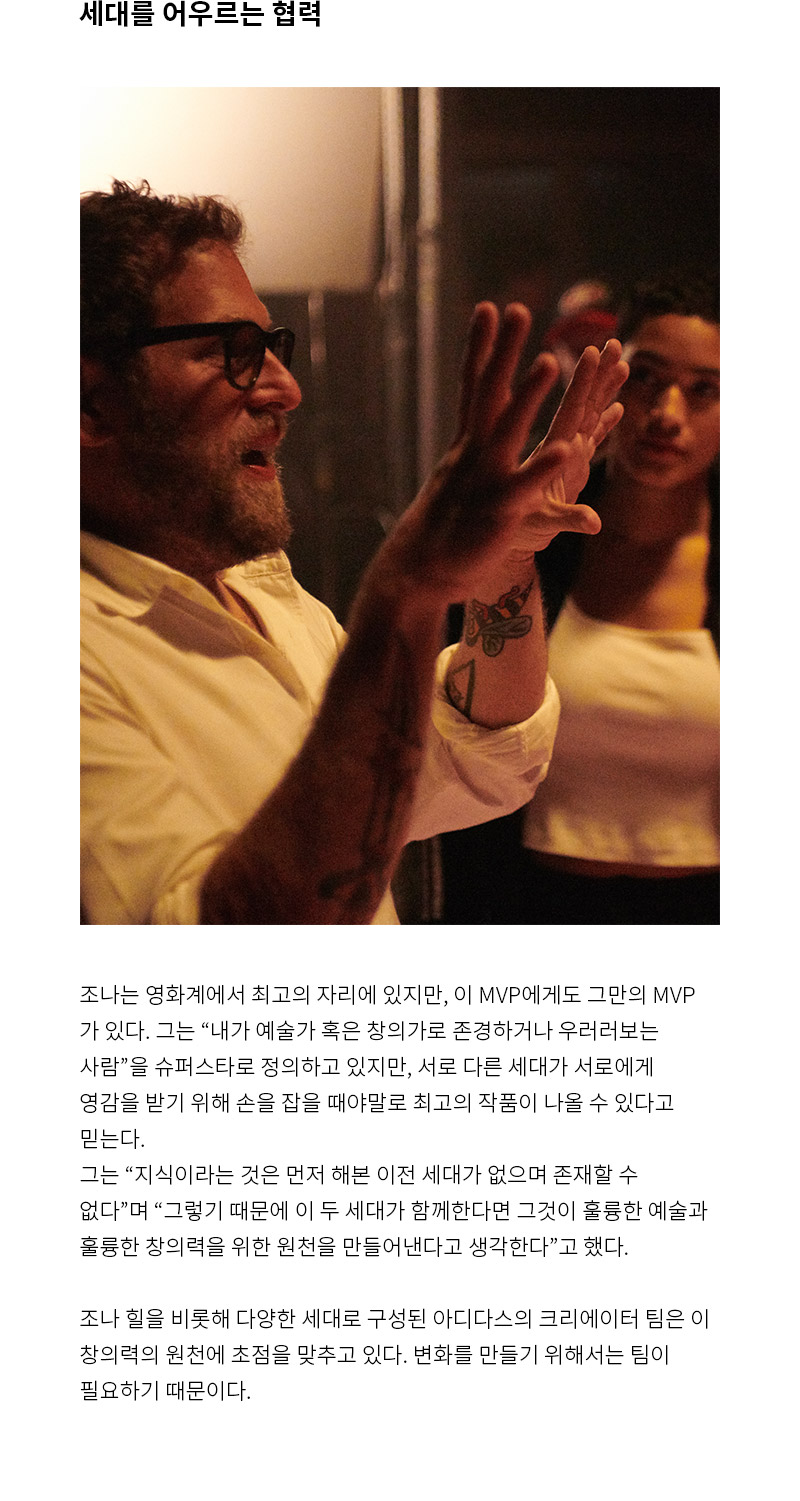 세대를 어우르는 협력
조나는 영화계에서 최고의 자리에 있지만, 이 MVP에게도 그만의 MVP
가 있다. 그는 “내가 예술가 혹은 창의가로 존경하거나 우러러보는
사람”을 슈퍼스타로 정의하고 있지만, 서로 다른 세대가 서로에게
영감을 받기 위해 손을 잡을 때야말로 최고의 작품이 나올 수 있다고
믿는다.
그는 “지식이라는 것은 먼저 해본 이전 세대가 없으며 존재할 수
없다”며 “그렇기 때문에 이 두 세대가 함께한다면 그것이 훌륭한 예술과
훌륭한 창의력을 위한 원천을 만들어낸다고 생각한다”고 했다.
조나 힐을 비롯해 다양한 세대로 구성된 아디다스의 크리에이터 팀은 이
창의력의 원천에 초점을 맞추고 있다. 변화를 만들기 위해서는 팀이
필요하기 때문이다.